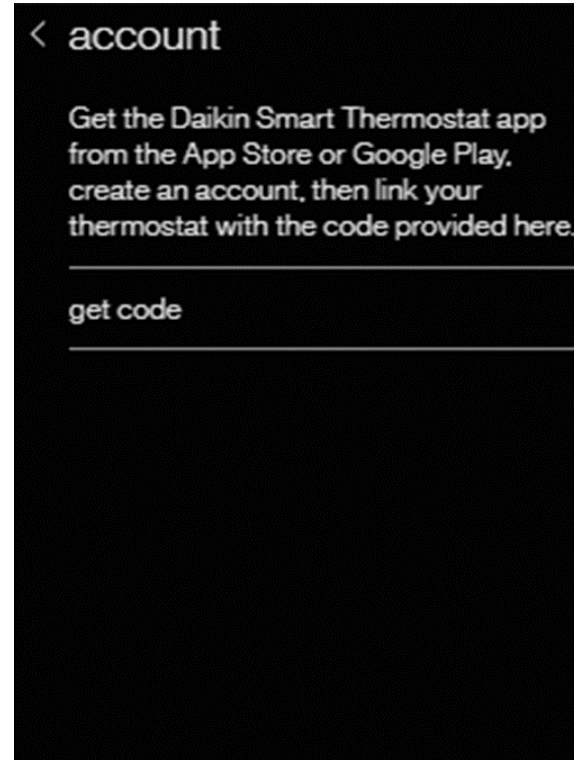 < account
Get the Daikin Smart Thermostat app
from the App Store or Google Play,
create an account, then link your
thermostat with the code provided here.
get code